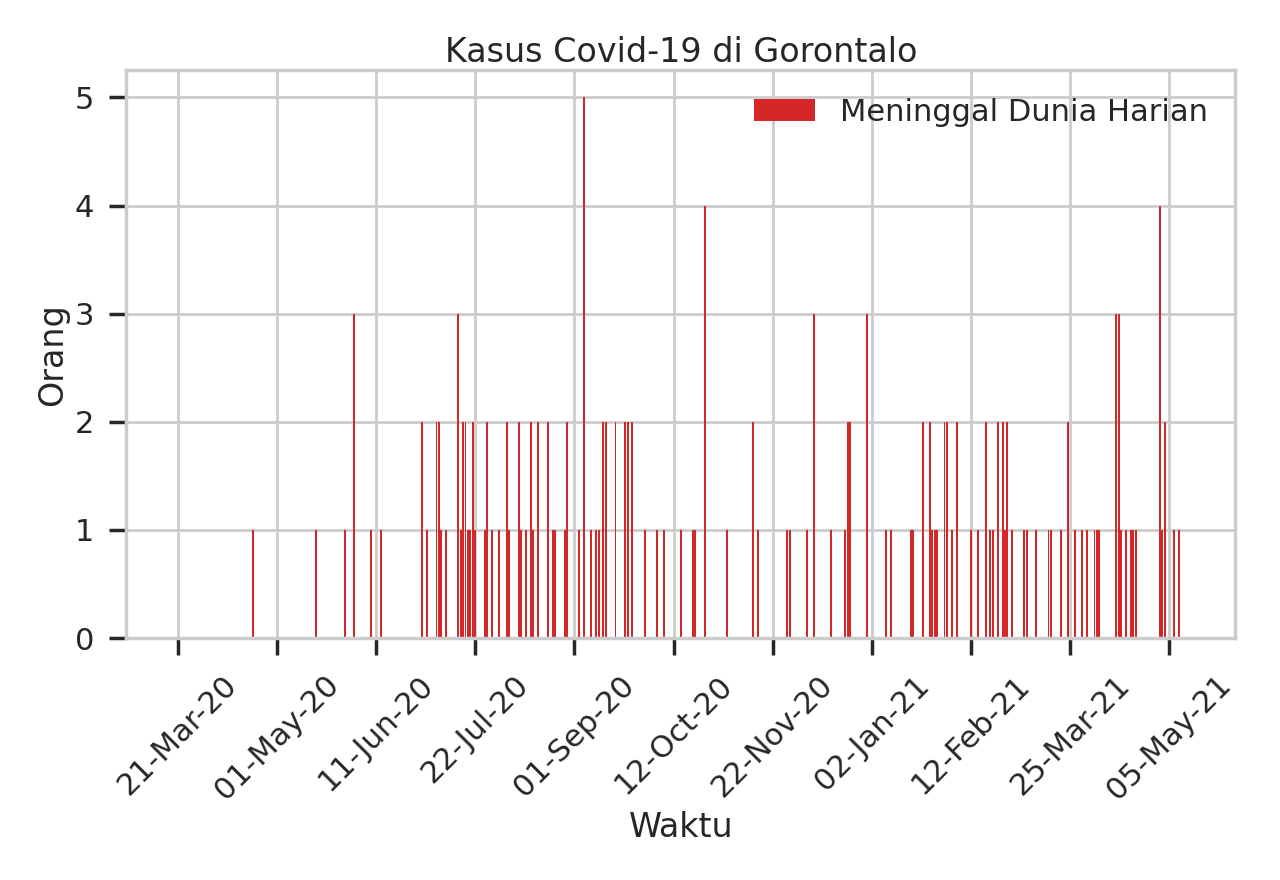 Kasus Covid-19 di Gorontalo
Meninggal Dunia Harian
Orang
5
4
3
2
1
0
21-Mar-20
01-May-20
11-Jun-20
22-Jul-20
01-Sep-20
12-Oct-20
22-Nov-20
02-Jan-21
12-Feb-21
25-Mar-21
05-May-21
Waktu